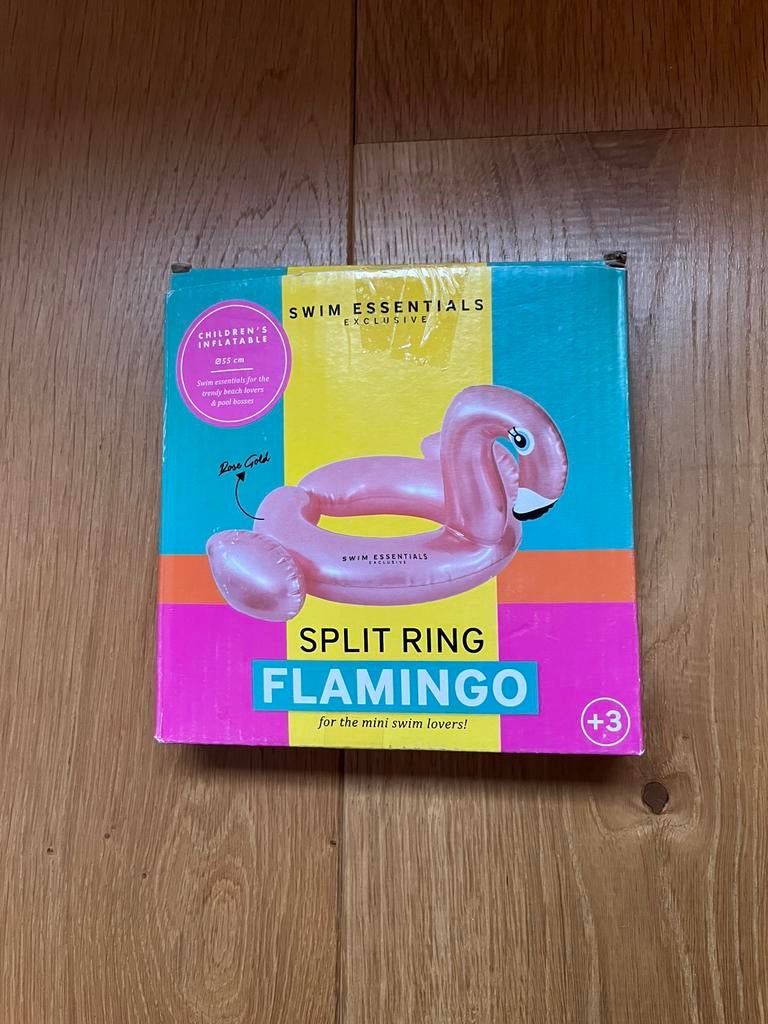 SWIM ESSENTIALS
EXCLUSIVE
CHILDREN'S
INFLATABLE
Ø55 cm
Swim essentials for the
trendy beach lovers
& pool bosses
Rose Gold
SWIM ESSENTIALS
EXCLUSIVE
SPLIT RING
FLAMINGO
for the mini swim lovers!
+3